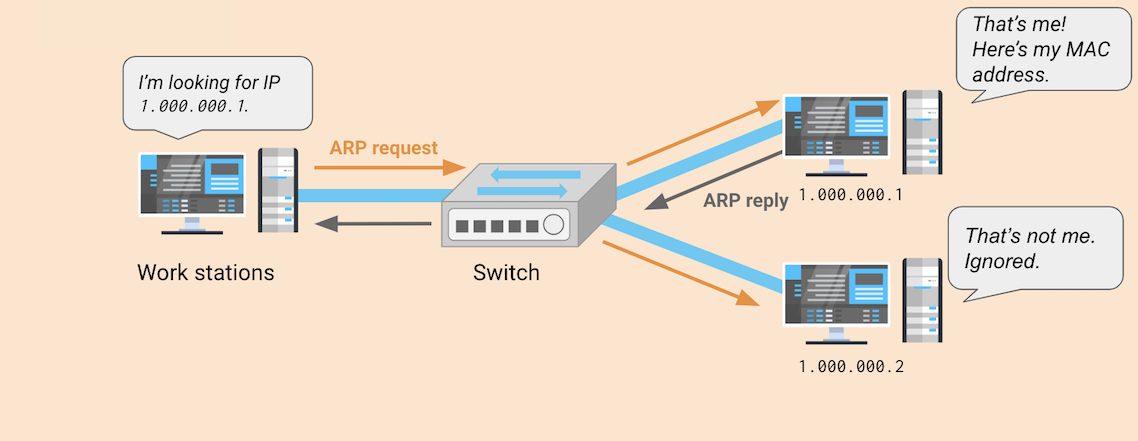 I'm looking for IP
1.000.000.1.
ARP request
Work stations
Switch
ARP reply
That's me!
Here's my MAC
address.
1.000.000.1
That's not me.
Ignored.
1.000.000.2